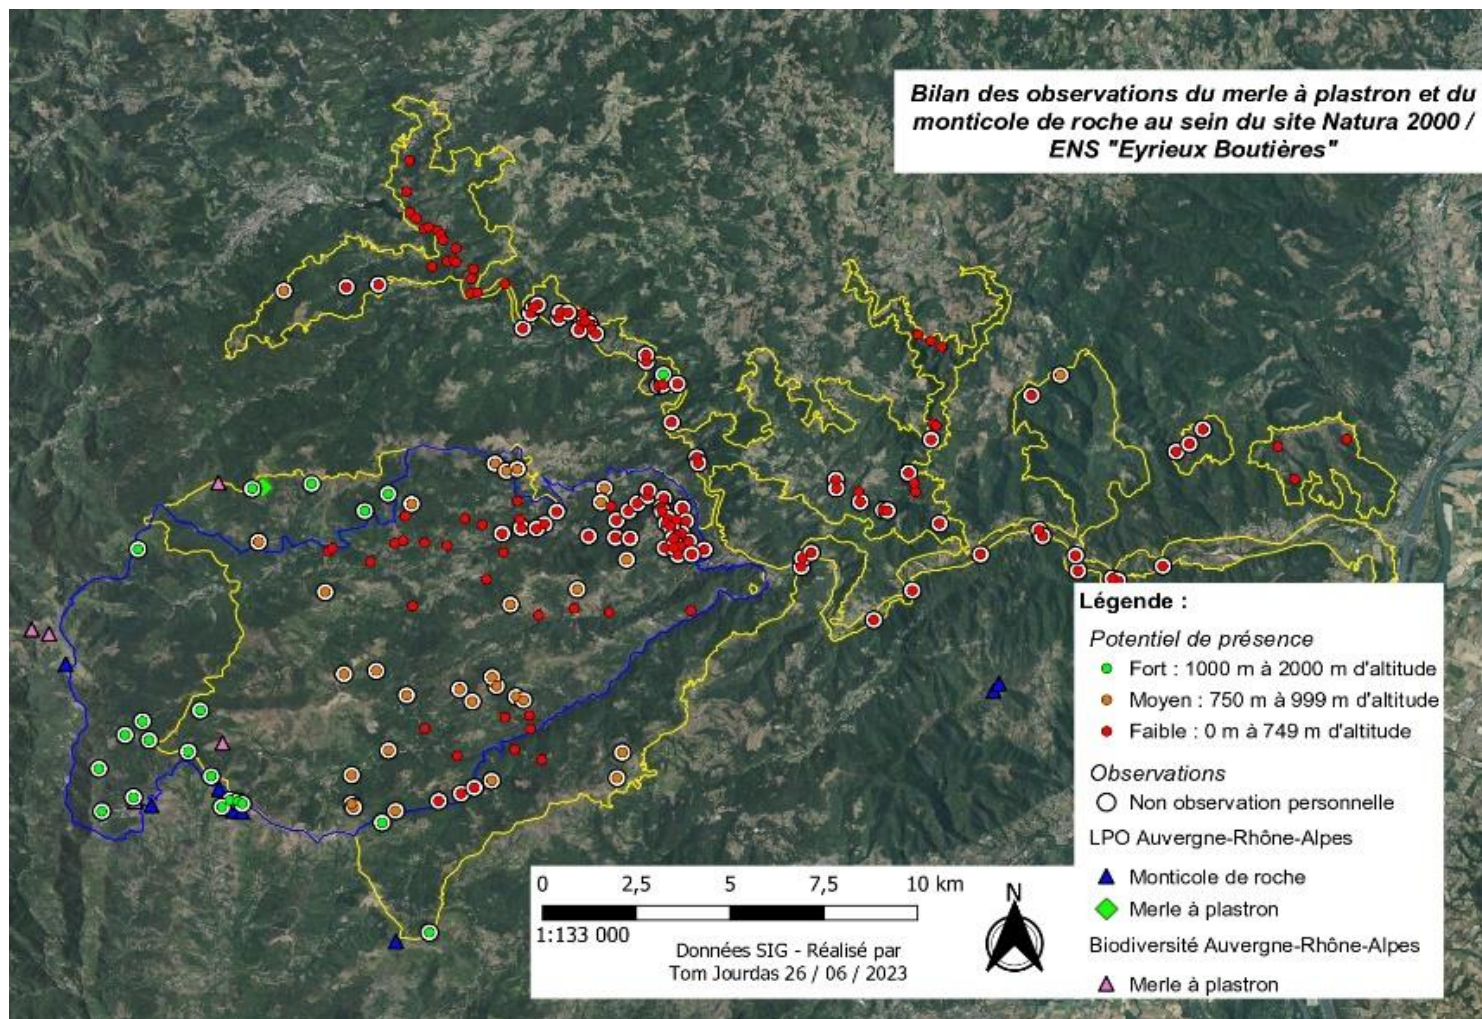 Bilan des observations du merle à plastron et du
monticole de roche au sein du site Natura 2000 /
ENS "Eyrieux Boutières"
Légende :
Potentiel de présence
Fort : 1000 m à 2000 m d'altitude
Moyen : 750 m à 999 m d'altitude
Faible : 0 m à 749 m d'altitude
Observations
Non observation personnelle
LPO Auvergne-Rhône-Alpes
Monticole de roche
Merle à plastron
Biodiversité Auvergne-Rhône-Alpes
Merle à plastron
0 2,5 5 7,5 10 km
1:133 000
Données SIG - Réalisé par
Tom Jourdas 26 / 06 / 2023
N